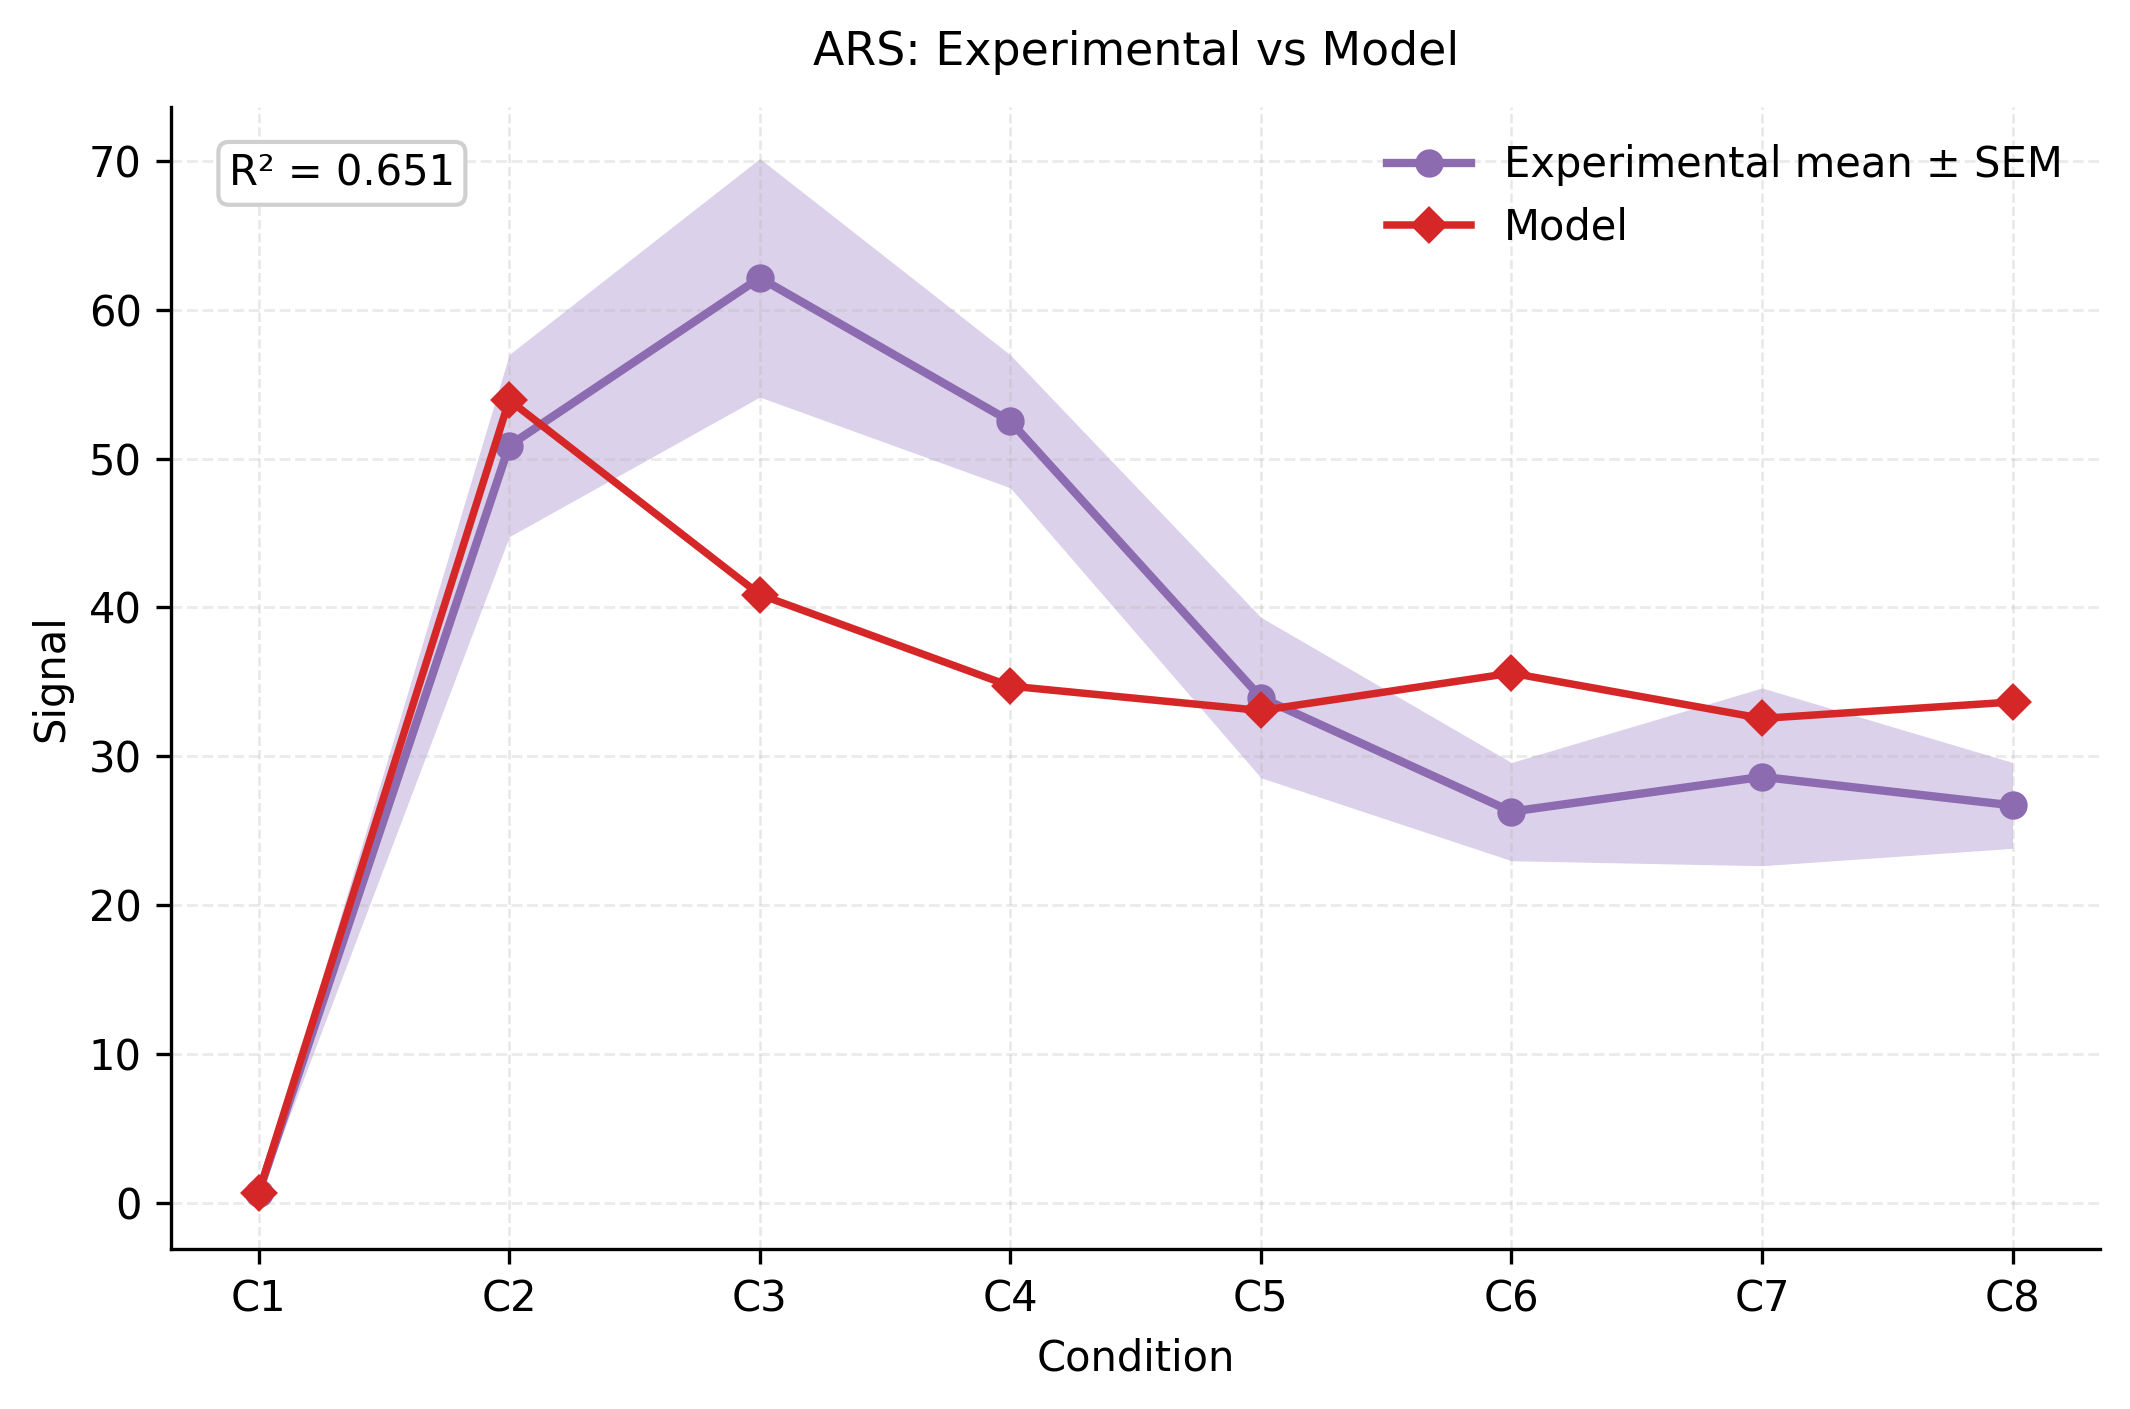 ARS: Experimental vs Model
R² = 0.651
Experimental mean ± SEM
Model
Signal
70
60
50
40
30
20
10
0
C1 C2 C3 C4 C5 C6 C7 C8
Condition